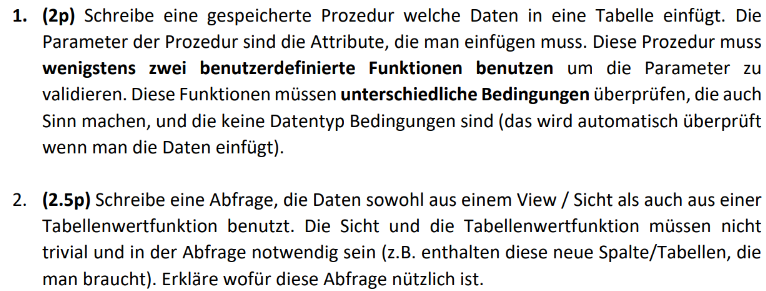 1. (2p) Schreibe eine gespeicherte Prozedur welche Daten in eine Tabelle einfügt. Die
Parameter der Prozedur sind die Attribute, die man einfügen muss. Diese Prozedur muss
wenigstens zwei benutzerdefinierte Funktionen benutzen um die Parameter zu
validieren. Diese Funktionen müssen unterschiedliche Bedingungen überprüfen, die auch
Sinn machen, und die keine Datentyp Bedingungen sind (das wird automatisch überprüft
wenn man die Daten einfügt).
2. (2.5p) Schreibe eine Abfrage, die Daten sowohl aus einem View / Sicht als auch aus einer
Tabellenwertfunktion benutzt. Die Sicht und die Tabellenwertfunktion müssen nicht
trivial und in der Abfrage notwendig sein (z.B. enthalten diese neue Spalte/Tabellen, die
man braucht). Erkläre wofür diese Abfrage nützlich ist.